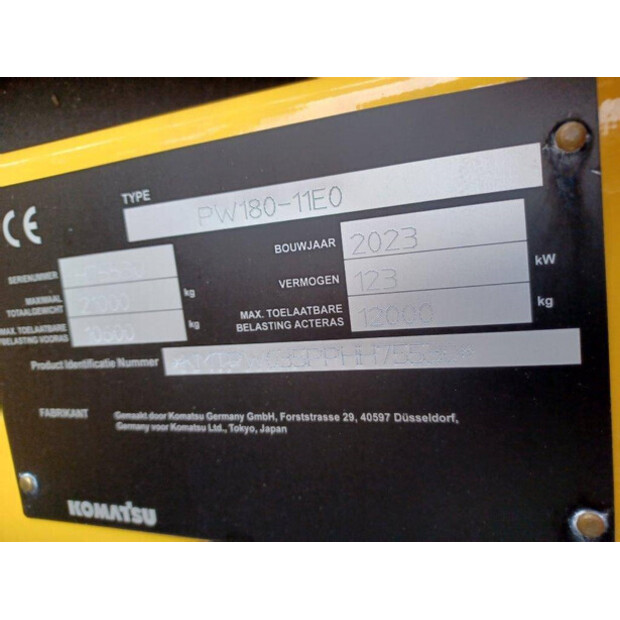 CE
TYPE PW180-11E0
BOUWJAAR 2023
SERIENUMMER
VERMOGEN 123 kW
MAXIMAAL
TOTAALGEWICHT kg
MAX. TOELAATBARE
BELASTING ACTERAS 12000 kg
MAX. TOELAATBARE
BELASTING VOORAS 10600 kg
Product Identificatie Nummer
FABRIKANT Gemaakt door Komatsu Germany GmbH, Forststrasse 29, 40597 Düsseldorf,
Germany voor Komatsu Ltd., Tokyo, Japan
KOMATSU